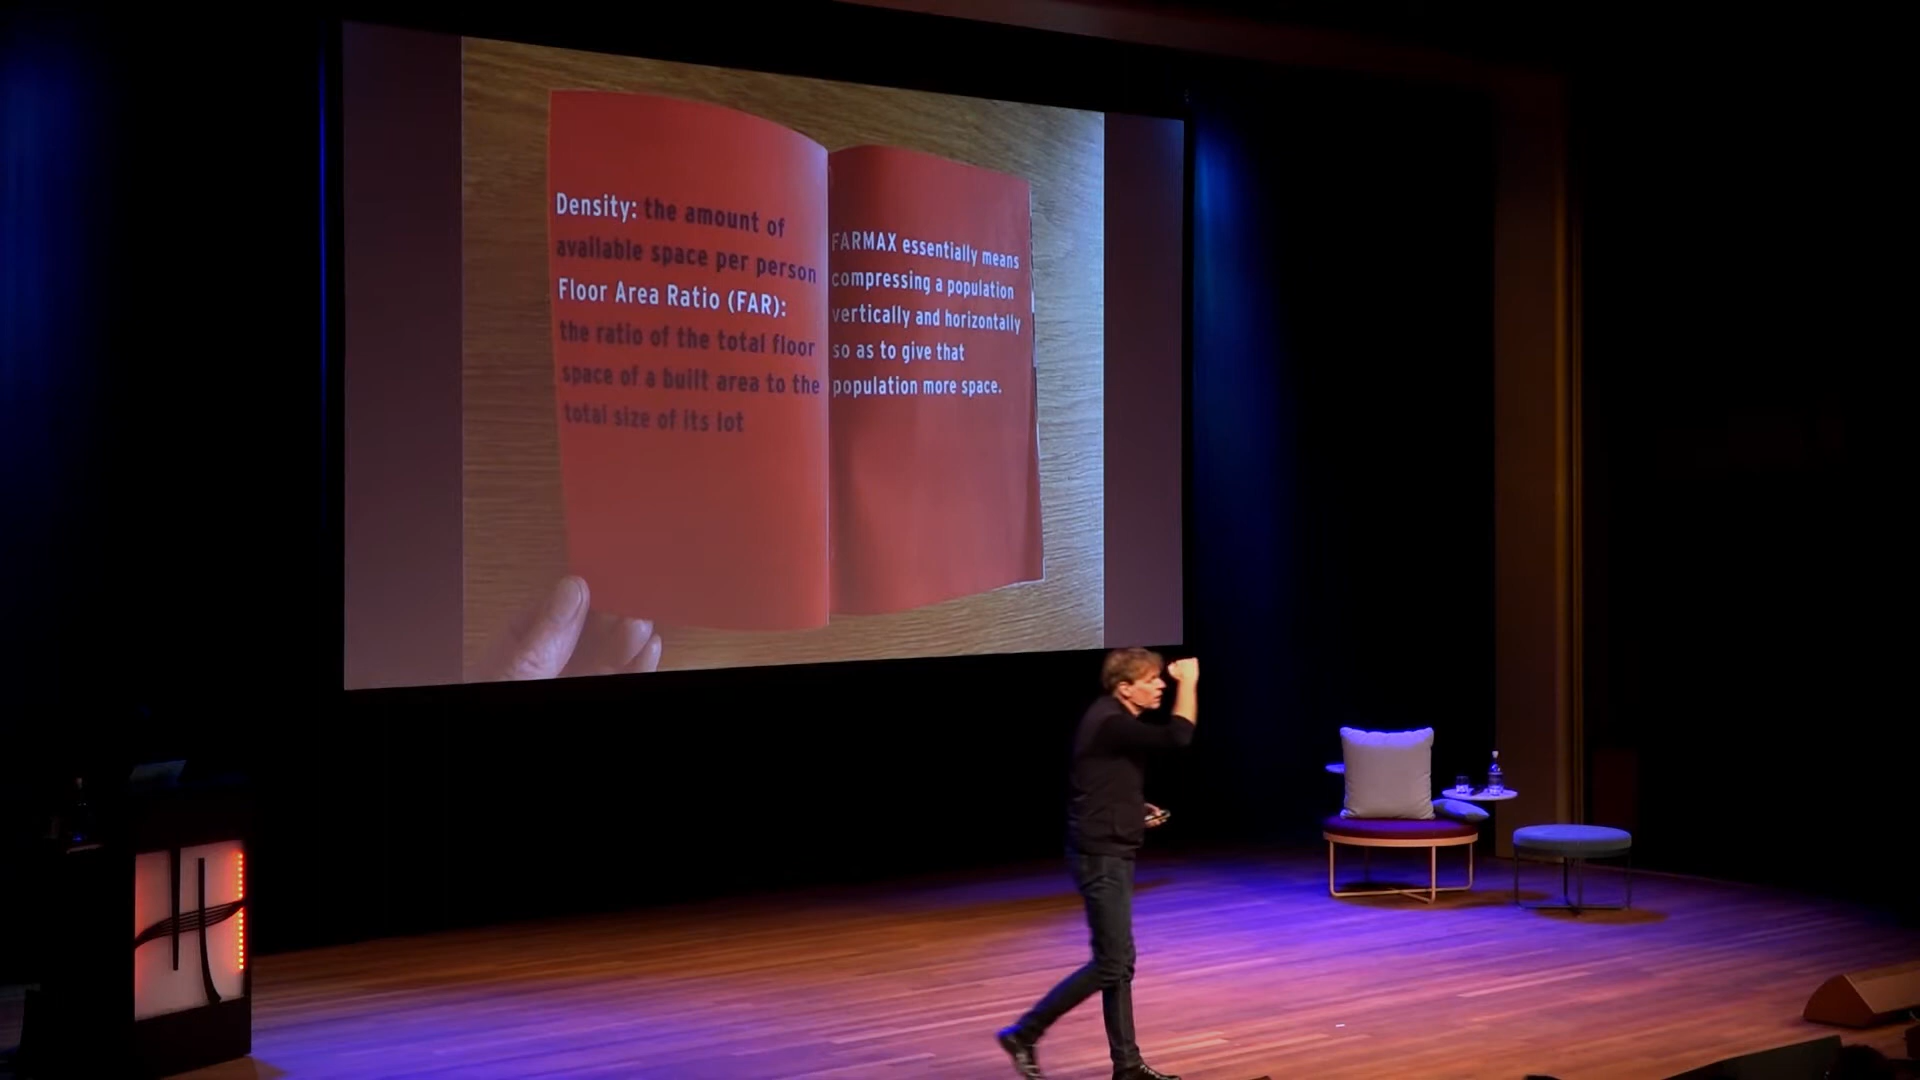 Density: the amount of
available space per person
Floor Area Ratio (FAR):
the ratio of the total floor
space of a built area to the
total size of its lot
FARMAX essentially means
compressing a population
vertically and horizontally
so as to give that
population more space.